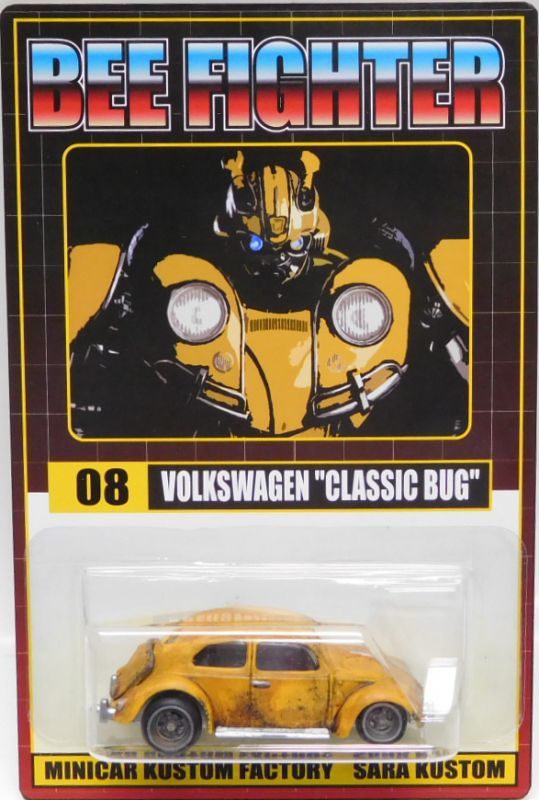 BEE FIGHTER
08 VOLKSWAGEN "CLASSIC BUG"
MINICAR KUSTOM FACTORY SARA KUSTOM